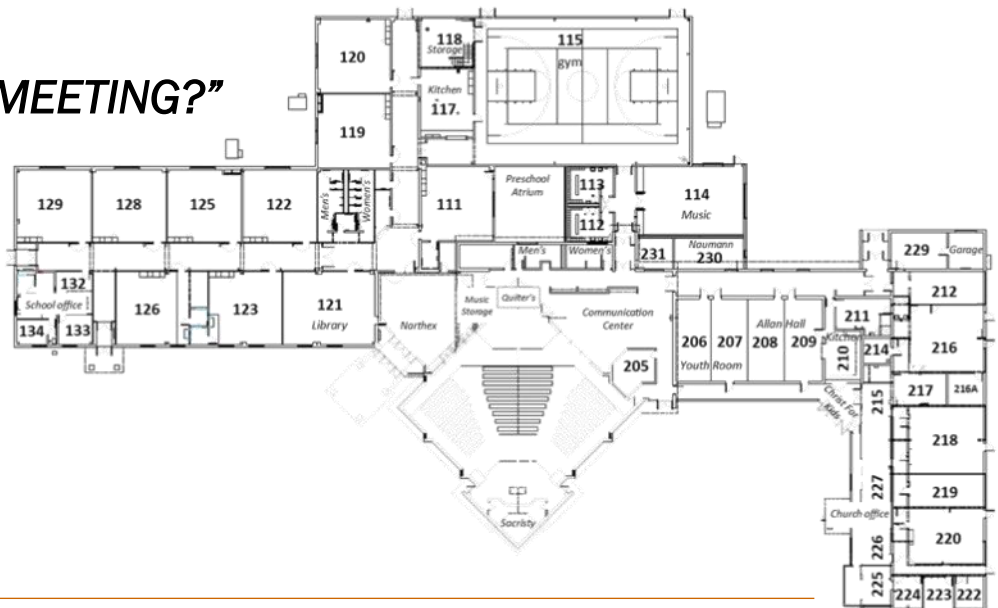 MEETING?”
120
118
Storage
115
gym
Kitchen
117.
119
129
128
125
122
Men's
Women's
111
Preschool
Atrium
113
112
114
Music
Men's
Women's
231
Naumann
230
229
Garage
132
School office
134
133
126
123
121
Library
Northex
Music
Storage
Quilter's
Communication
Center
205
206
207
208
209
Allan Hall
Youth Room
211
Kitchen
210
214
212
216
217
216A
Christ For
Kids
215
218
227
219
Church office
226
220
225
224
223
222
Sacristy